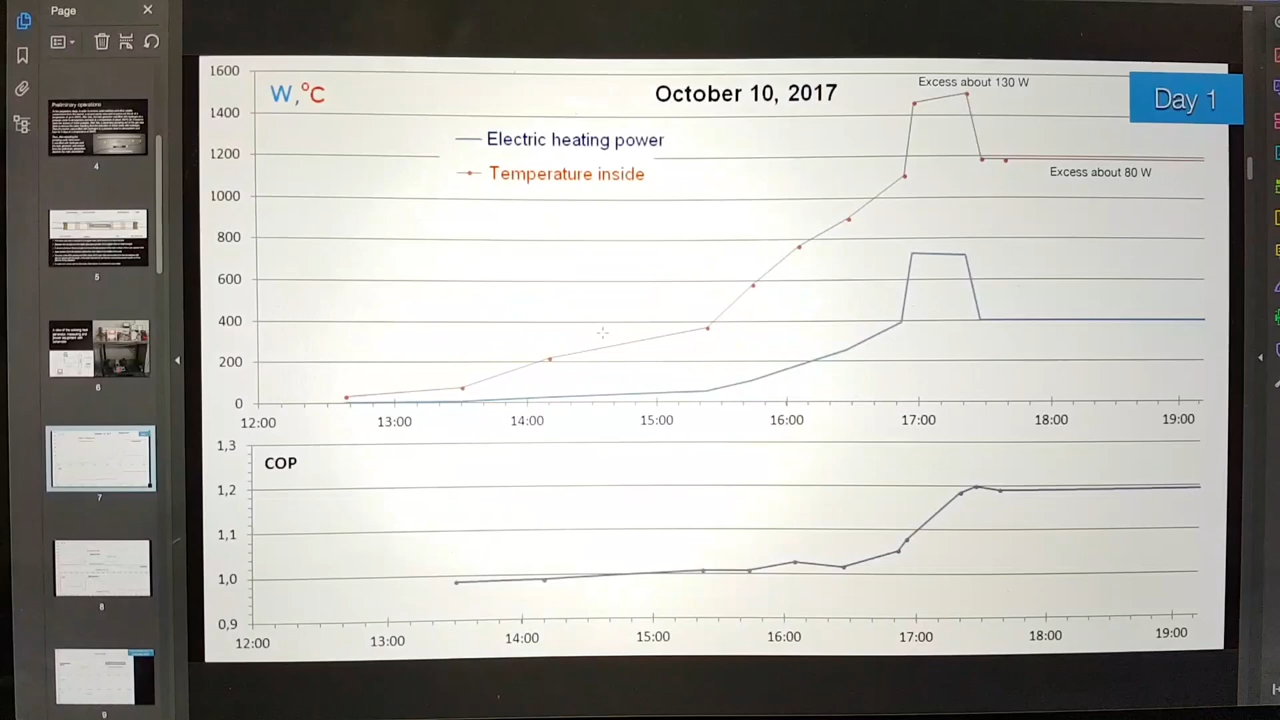 Page
Preliminary operations
4
5
6
7
8
9
W,°C
October 10, 2017
Day 1
Electric heating power
Temperature inside
Excess about 130 W
Excess about 80 W
1600
1400
1200
1000
800
600
400
200
0
12:00 13:00 14:00 15:00 16:00 17:00 18:00 19:00
COP
1,3
1,2
1,1
1,0
0,9
12:00 13:00 14:00 15:00 16:00 17:00 18:00 19:00